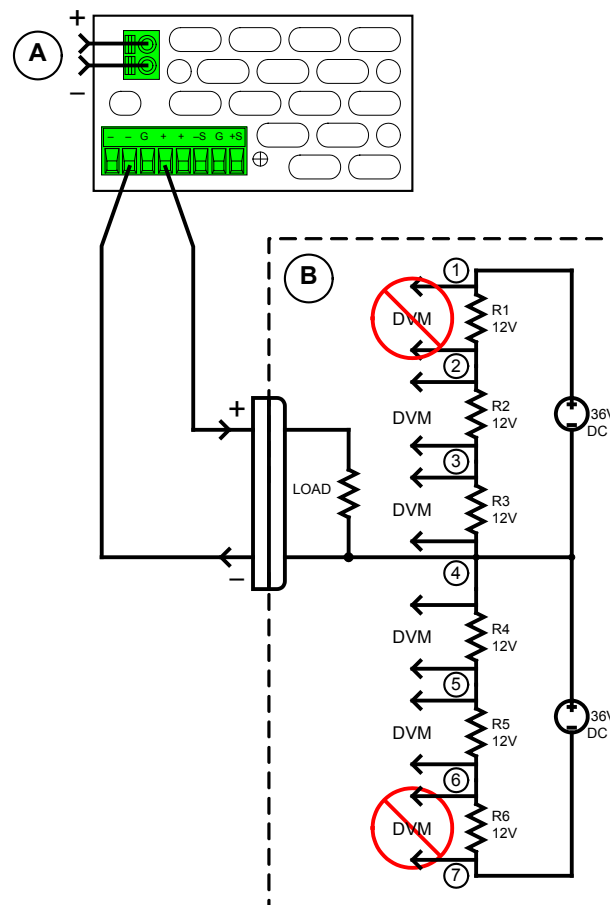 +
A
−
− − G + + −S G +S
B
1
DVM
R1
12V
2
DVM
R2
12V
36V
DC
+
−
+
LOAD
3
DVM
R3
12V
−
4
DVM
R4
12V
5
DVM
R5
12V
36V
DC
+
−
6
DVM
R6
12V
7